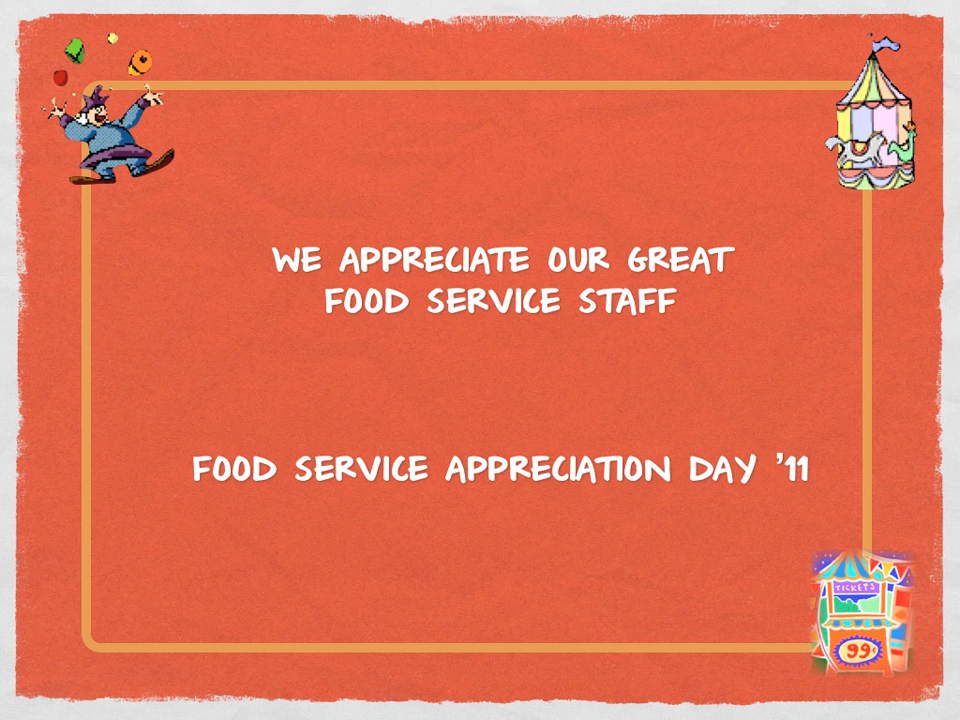 WE APPRECIATE OUR GREAT
FOOD SERVICE STAFF
FOOD SERVICE APPRECIATION DAY '11
TICKETS
99¢